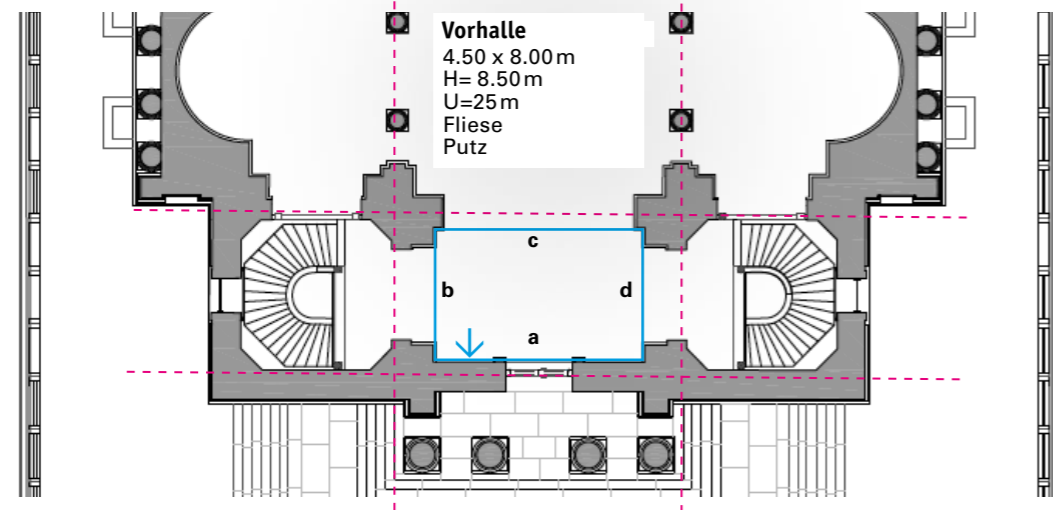 Vorhalle
4.50 x 8.00 m
H= 8.50 m
U=25 m
Fliese
Putz
c
b
d
a